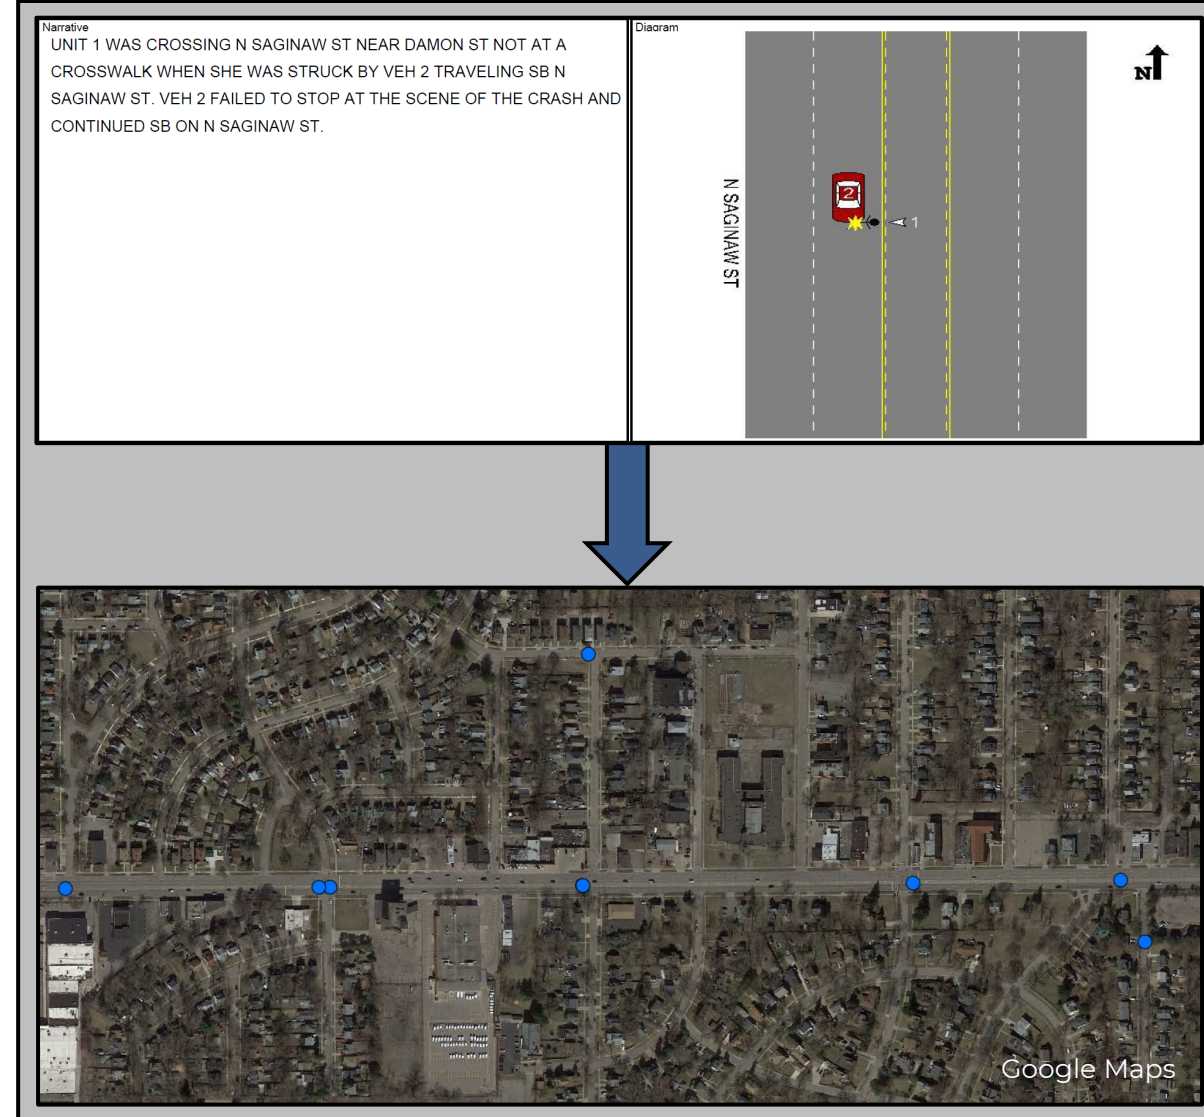 Narrative
UNIT 1 WAS CROSSING N SAGINAW ST NEAR DAMON ST NOT AT A
CROSSWALK WHEN SHE WAS STRUCK BY VEH 2 TRAVELING SB N
SAGINAW ST. VEH 2 FAILED TO STOP AT THE SCENE OF THE CRASH AND
CONTINUED SB ON N SAGINAW ST.
Diagram
N
N SAGINAW ST
2
1
Google Maps